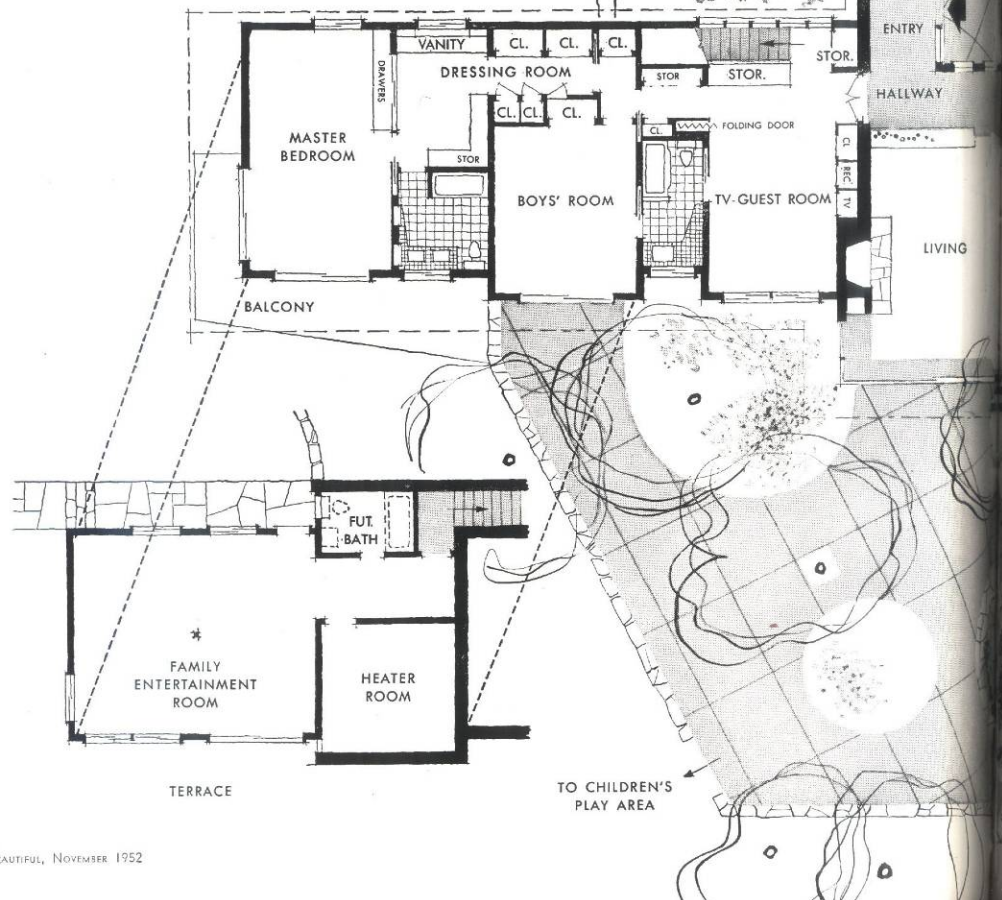 ENTRY
VANITY
CL.
CL.
CL.
STOR.
DRAWERS
DRESSING ROOM
STOR
STOR.
HALLWAY
CL.
CL.
CL.
CL.
FOLDING DOOR
MASTER
BEDROOM
STOR
CL
REC.
TV
BOYS' ROOM
TV-GUEST ROOM
LIVING
BALCONY
FUT.
BATH
FAMILY
ENTERTAINMENT
ROOM
HEATER
ROOM
TERRACE
TO CHILDREN'S
PLAY AREA
EAUTIFUL, NOVEMBER 1952